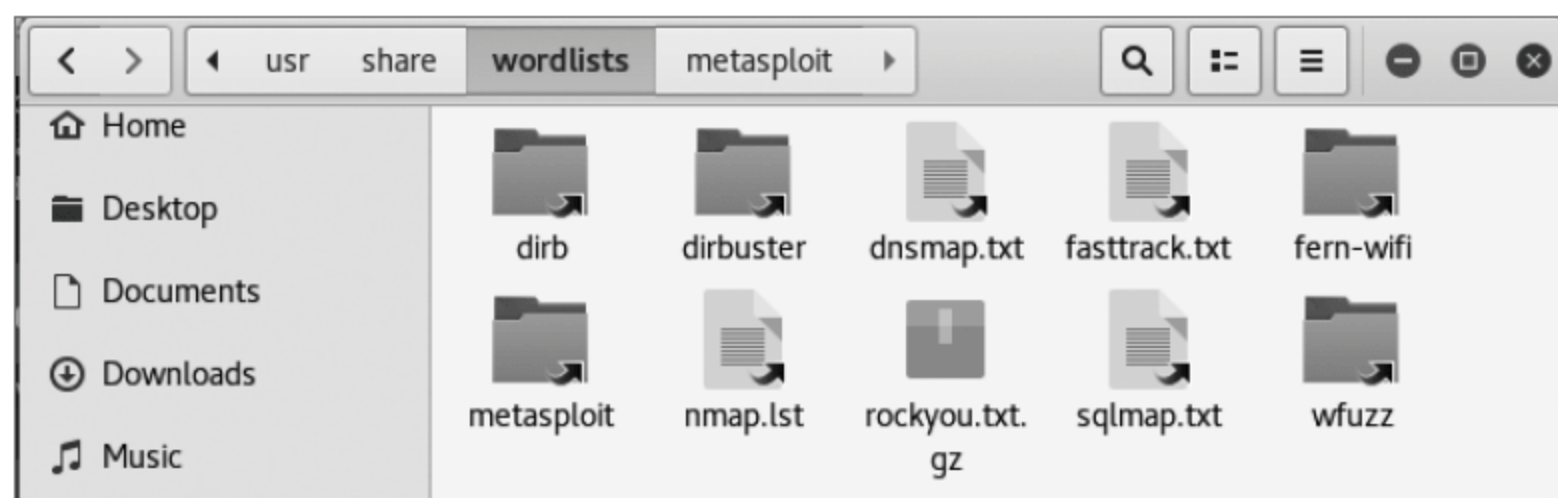 usr share wordlists metasploit
Home
Desktop
Documents
Downloads
Music
dirb dirbuster dnsmap.txt fasttrack.txt fern-wifi
metasploit nmap.lst rockyou.txt. sqlmap.txt wfuzz
gz